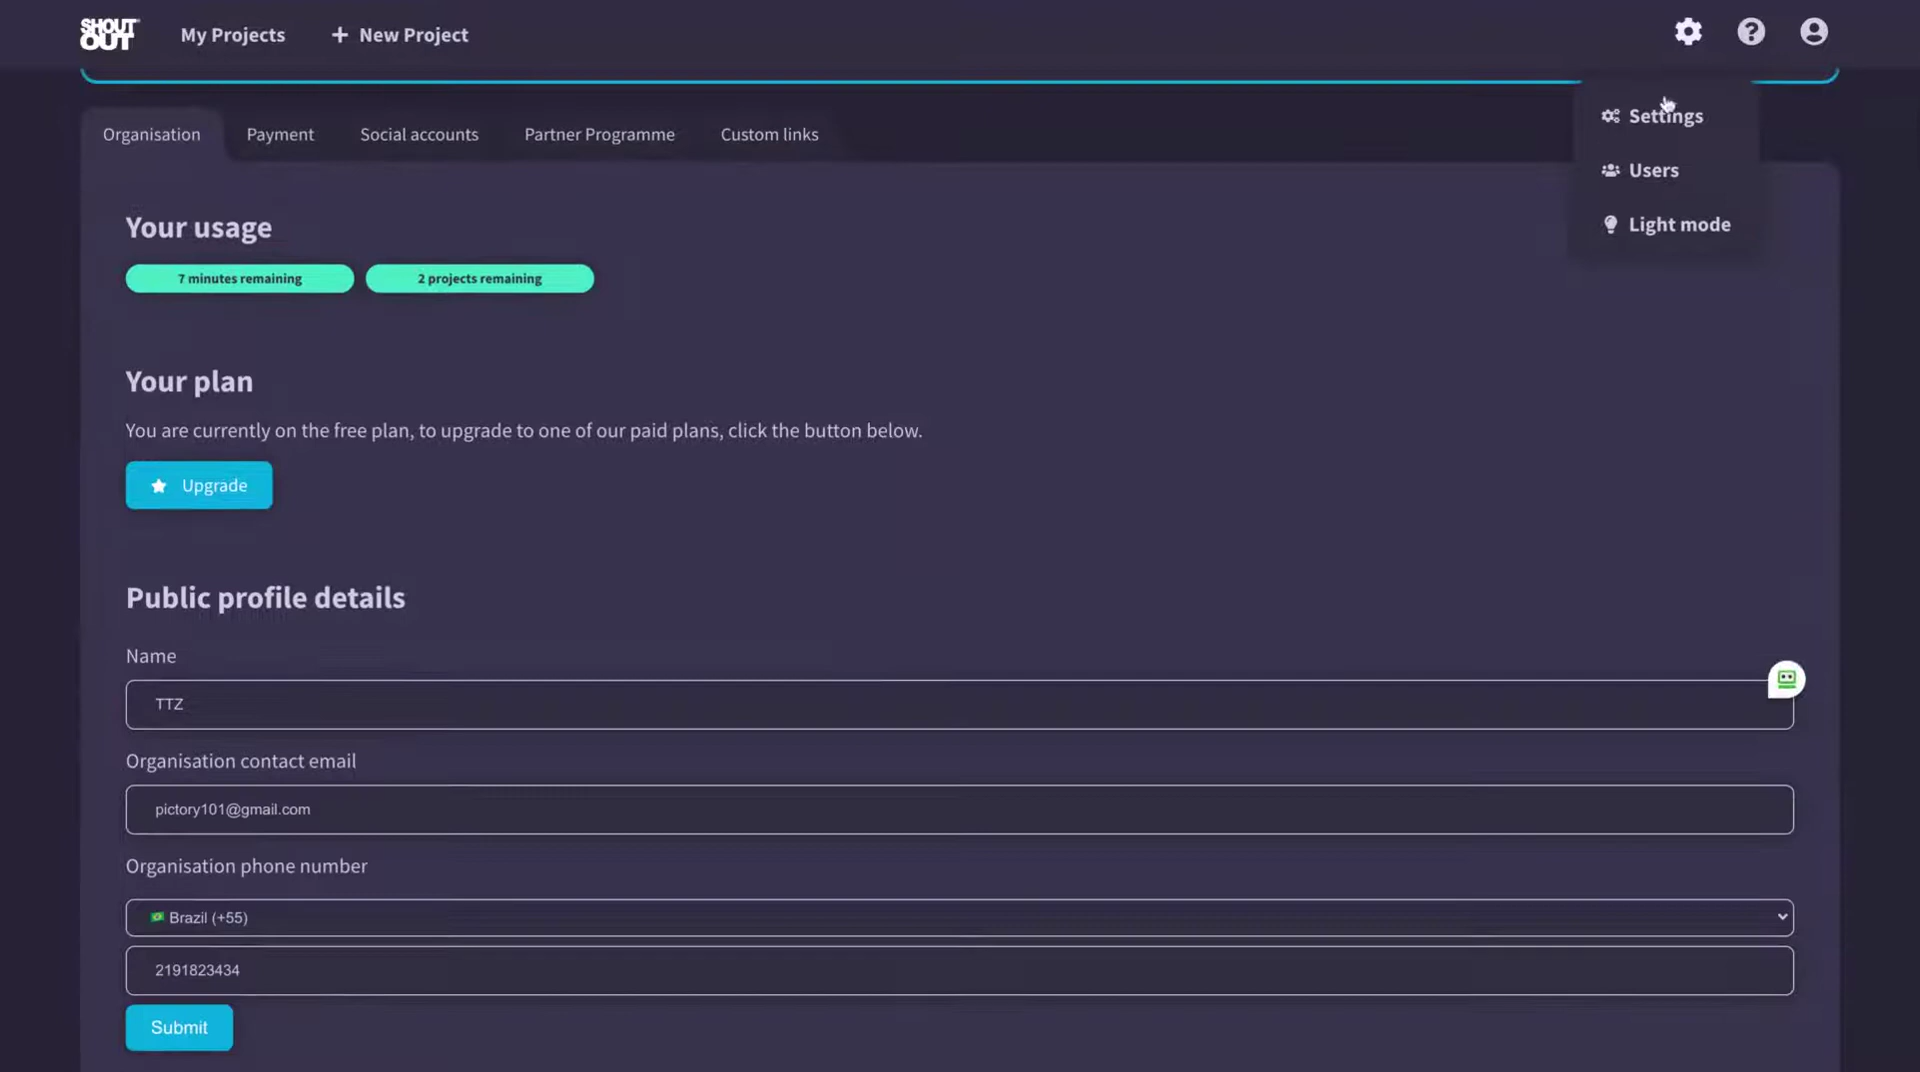 SHOUT
OUT
My Projects
+ New Project
Organisation
Payment
Social accounts
Partner Programme
Custom links
Settings
Users
Light mode
Your usage
7 minutes remaining
2 projects remaining
Your plan
You are currently on the free plan, to upgrade to one of our paid plans, click the button below.
Upgrade
Public profile details
Name
TTZ
Organisation contact email
pictory101@gmail.com
Organisation phone number
Brazil (+55)
2191823434
Submit